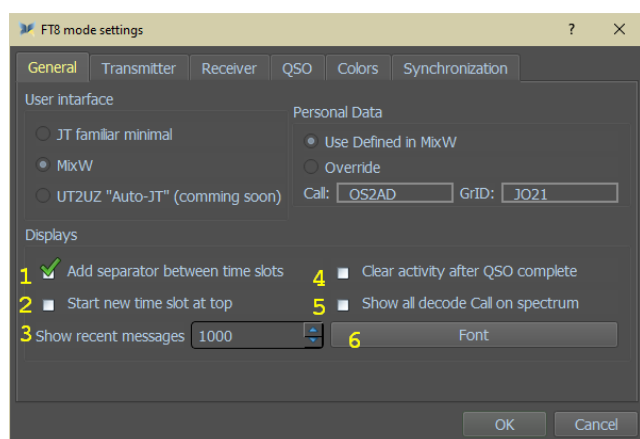 FT8 mode settings ? ×
General Transmitter Receiver QSO Colors Synchronization
User intarface
JT familiar minimal
MixW
UT2UZ "Auto-JT" (comming soon)
Personal Data
Use Defined in MixW
Override
Call: OS2AD GrID: JO21
Displays
1 Add separator between time slots
2 Start new time slot at top
3 Show recent messages 1000
4 Clear activity after QSO complete
5 Show all decode Call on spectrum
6 Font
OK Cancel